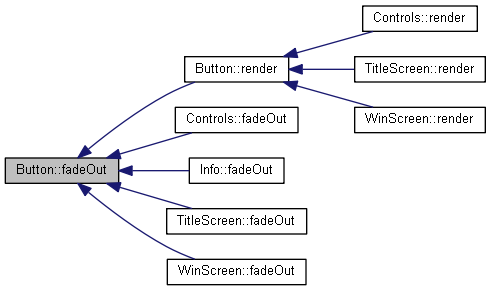 Controls::render
Button::render
TitleScreen::render
WinScreen::render
Controls::fadeOut
Button::fadeOut
Info::fadeOut
TitleScreen::fadeOut
WinScreen::fadeOut